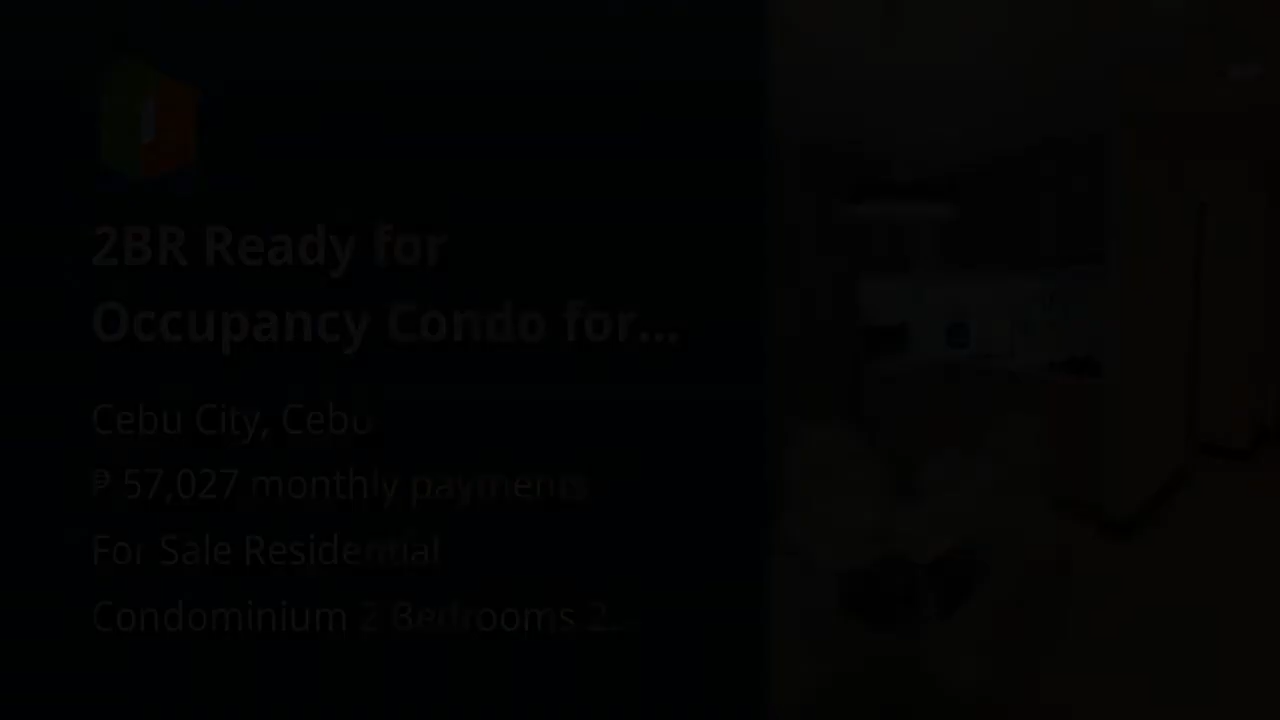 2BR Ready for
Occupancy Condo for...
Cebu City, Cebu
₱ 57,027 monthly payments
For Sale Residential
Condominium 2 Bedrooms 2...